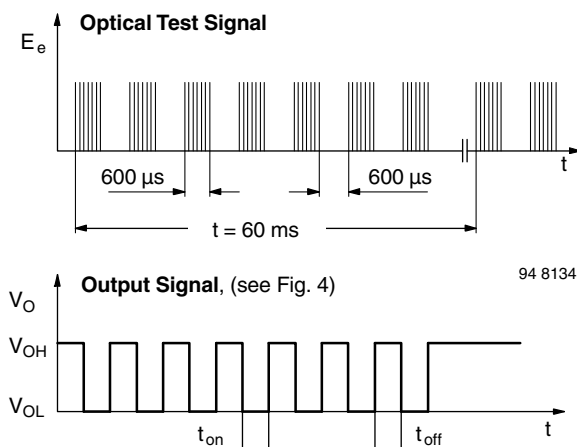 Optical Test Signal
E e
t
600 µs
600 µs
t = 60 ms
94 8134
Output Signal, (see Fig. 4)
V O
V OH
V OL
t on
t off
t